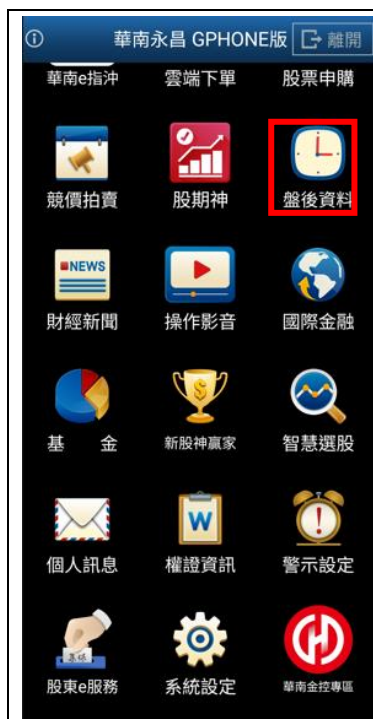 華南永昌 GPHONE版 離開
華南e指沖 雲端下單 股票申購
競價拍賣 股期神 盤後資料
NEWS
財經新聞 操作影音 國際金融
基 金 新股神贏家 智慧選股
W
個人訊息 權證資訊 警示設定
股東e服務 系統設定 華南金控專區